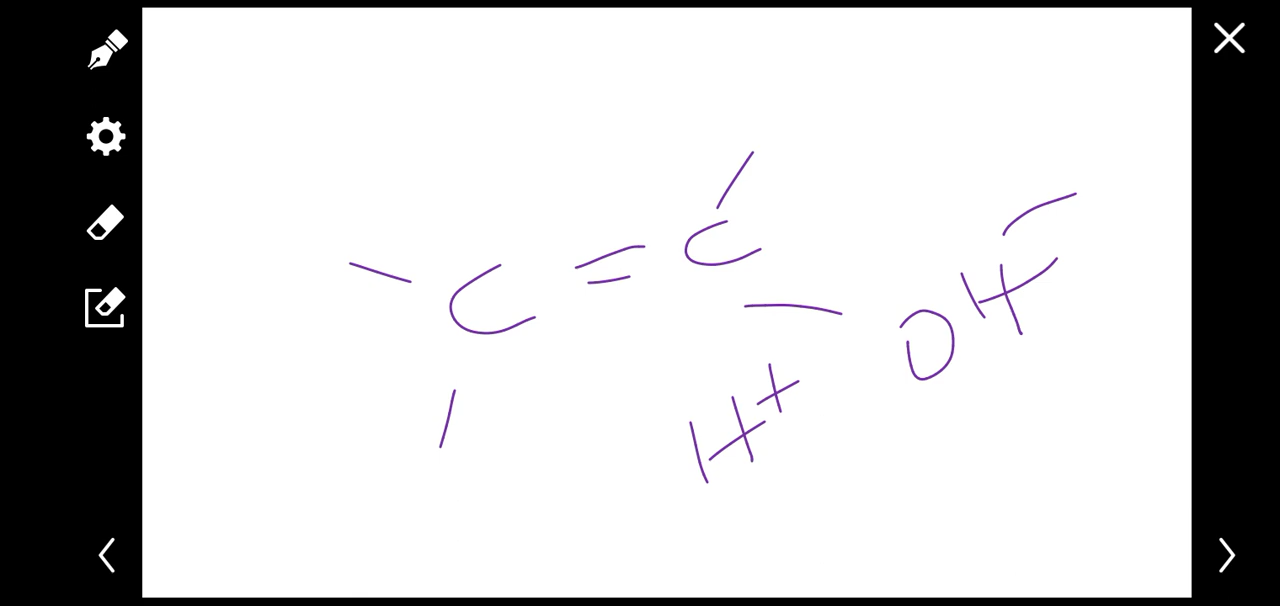 C = C
OH⁻
H⁺